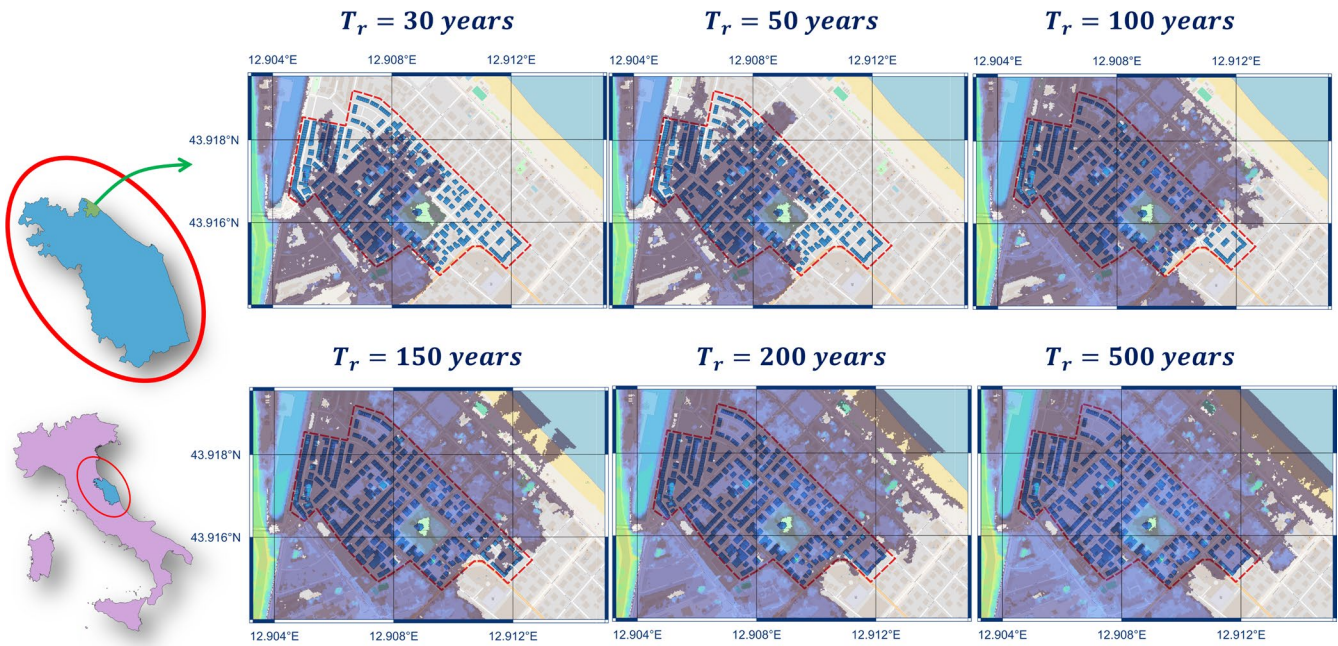 T_r = 30 years
T_r = 50 years
T_r = 100 years
12.904°E 12.908°E 12.912°E
12.904°E 12.908°E 12.912°E
12.904°E 12.908°E 12.912°E
43.918°N
43.916°N
T_r = 150 years
T_r = 200 years
T_r = 500 years
43.918°N
43.916°N
12.904°E 12.908°E 12.912°E
12.904°E 12.908°E 12.912°E
12.904°E 12.908°E 12.912°E